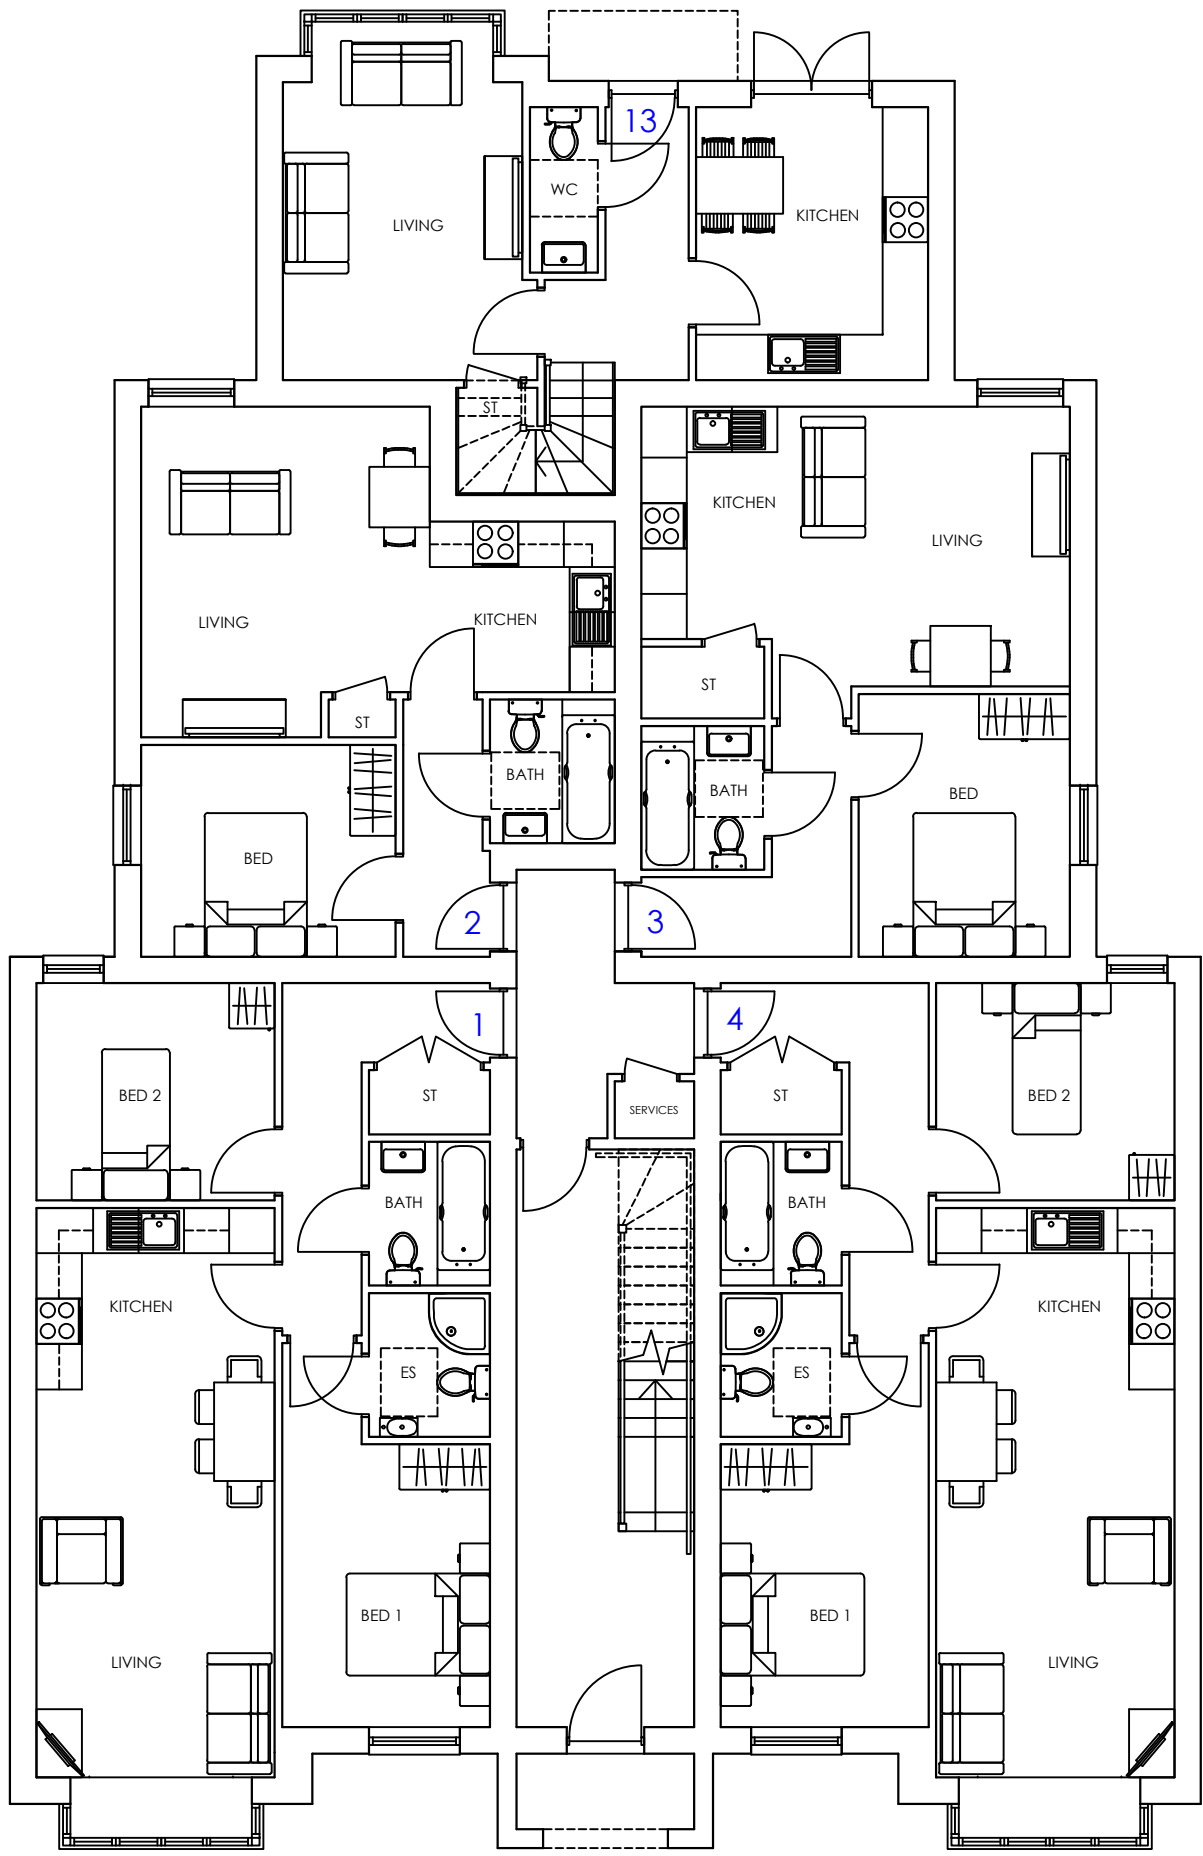 13
WC
LIVING
KITCHEN
ST
KITCHEN
LIVING
LIVING
KITCHEN
ST
ST
BATH
BATH
BED
BED
2
3
1
4
BED 2
ST
SERVICES
ST
BED 2
BATH
BATH
KITCHEN
KITCHEN
ES
ES
BED 1
BED 1
LIVING
LIVING